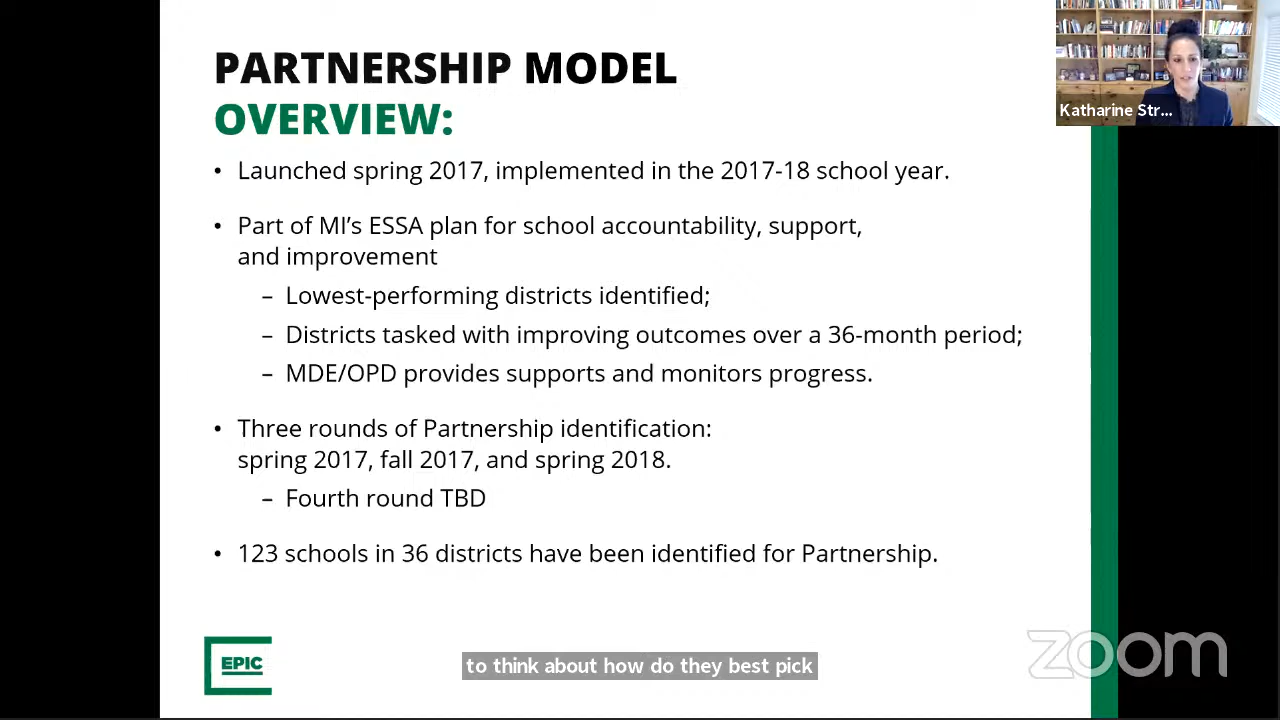 PARTNERSHIP MODEL
OVERVIEW:
• Launched spring 2017, implemented in the 2017-18 school year.
• Part of MI's ESSA plan for school accountability, support,
and improvement
– Lowest-performing districts identified;
– Districts tasked with improving outcomes over a 36-month period;
– MDE/OPD provides supports and monitors progress.
• Three rounds of Partnership identification:
spring 2017, fall 2017, and spring 2018.
– Fourth round TBD
• 123 schools in 36 districts have been identified for Partnership.
Katharine Str...
EPIC
to think about how do they best pick
zoom